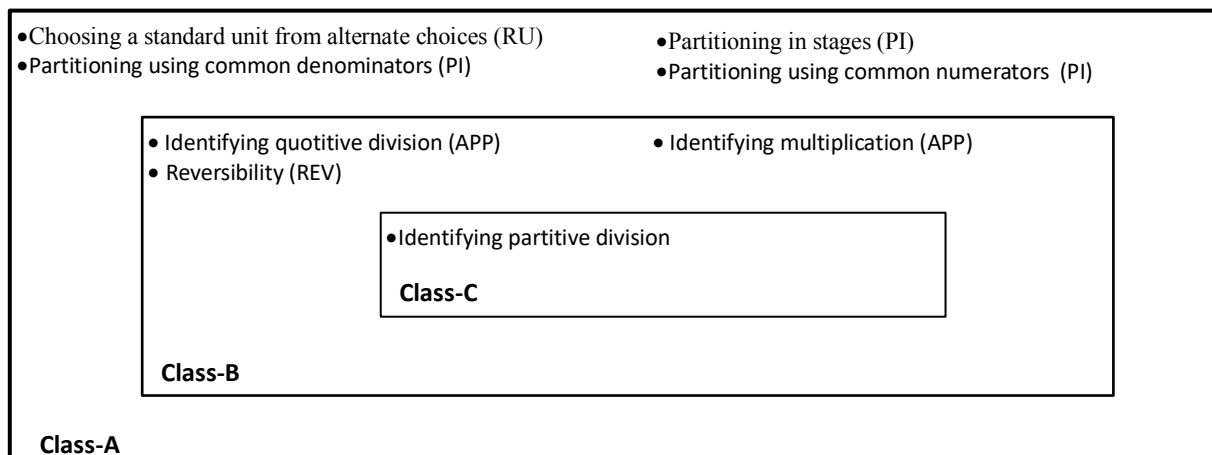 •Choosing a standard unit from alternate choices (RU)
•Partitioning in stages (PI)
•Partitioning using common denominators (PI)
•Partitioning using common numerators (PI)
• Identifying quotitive division (APP)
• Identifying multiplication (APP)
• Reversibility (REV)
•Identifying partitive division
Class-C
Class-B
Class-A